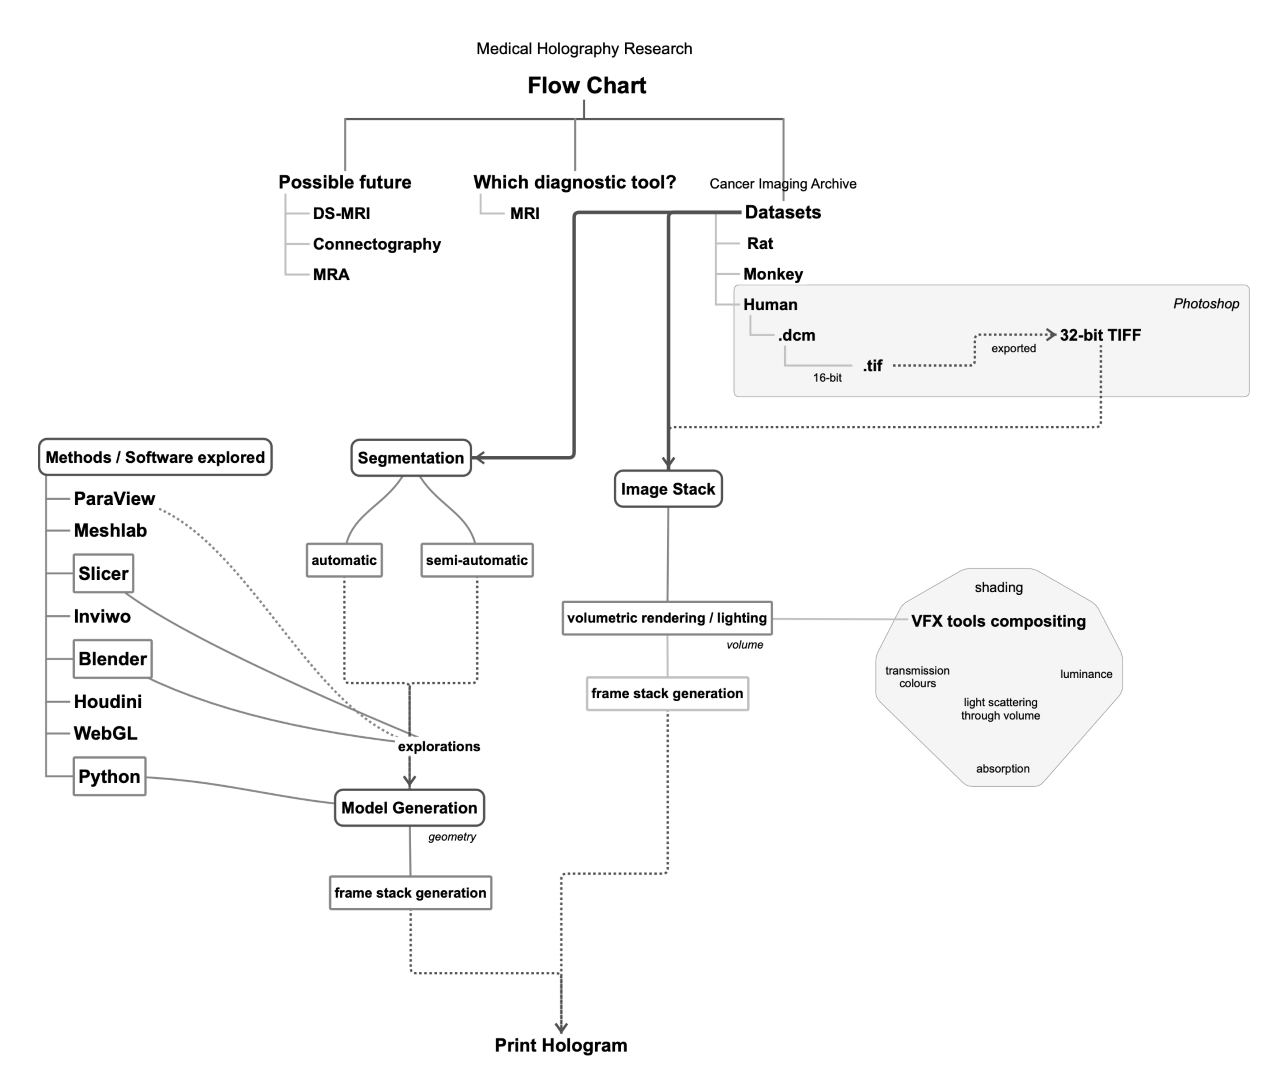 Medical Holography Research
Flow Chart
Possible future
DS-MRI
Connectography
MRA
Which diagnostic tool?
MRI
Cancer Imaging Archive
Datasets
Rat
Monkey
Human
Photoshop
.dcm
16-bit
.tif
exported
32-bit TIFF
Methods / Software explored
ParaView
Meshlab
Slicer
Inviwo
Blender
Houdini
WebGL
Python
Segmentation
automatic
semi-automatic
explorations
Model Generation
geometry
frame stack generation
Image Stack
volumetric rendering / lighting
volume
frame stack generation
shading
VFX tools compositing
transmission
colours
luminance
light scattering
through volume
absorption
Print Hologram